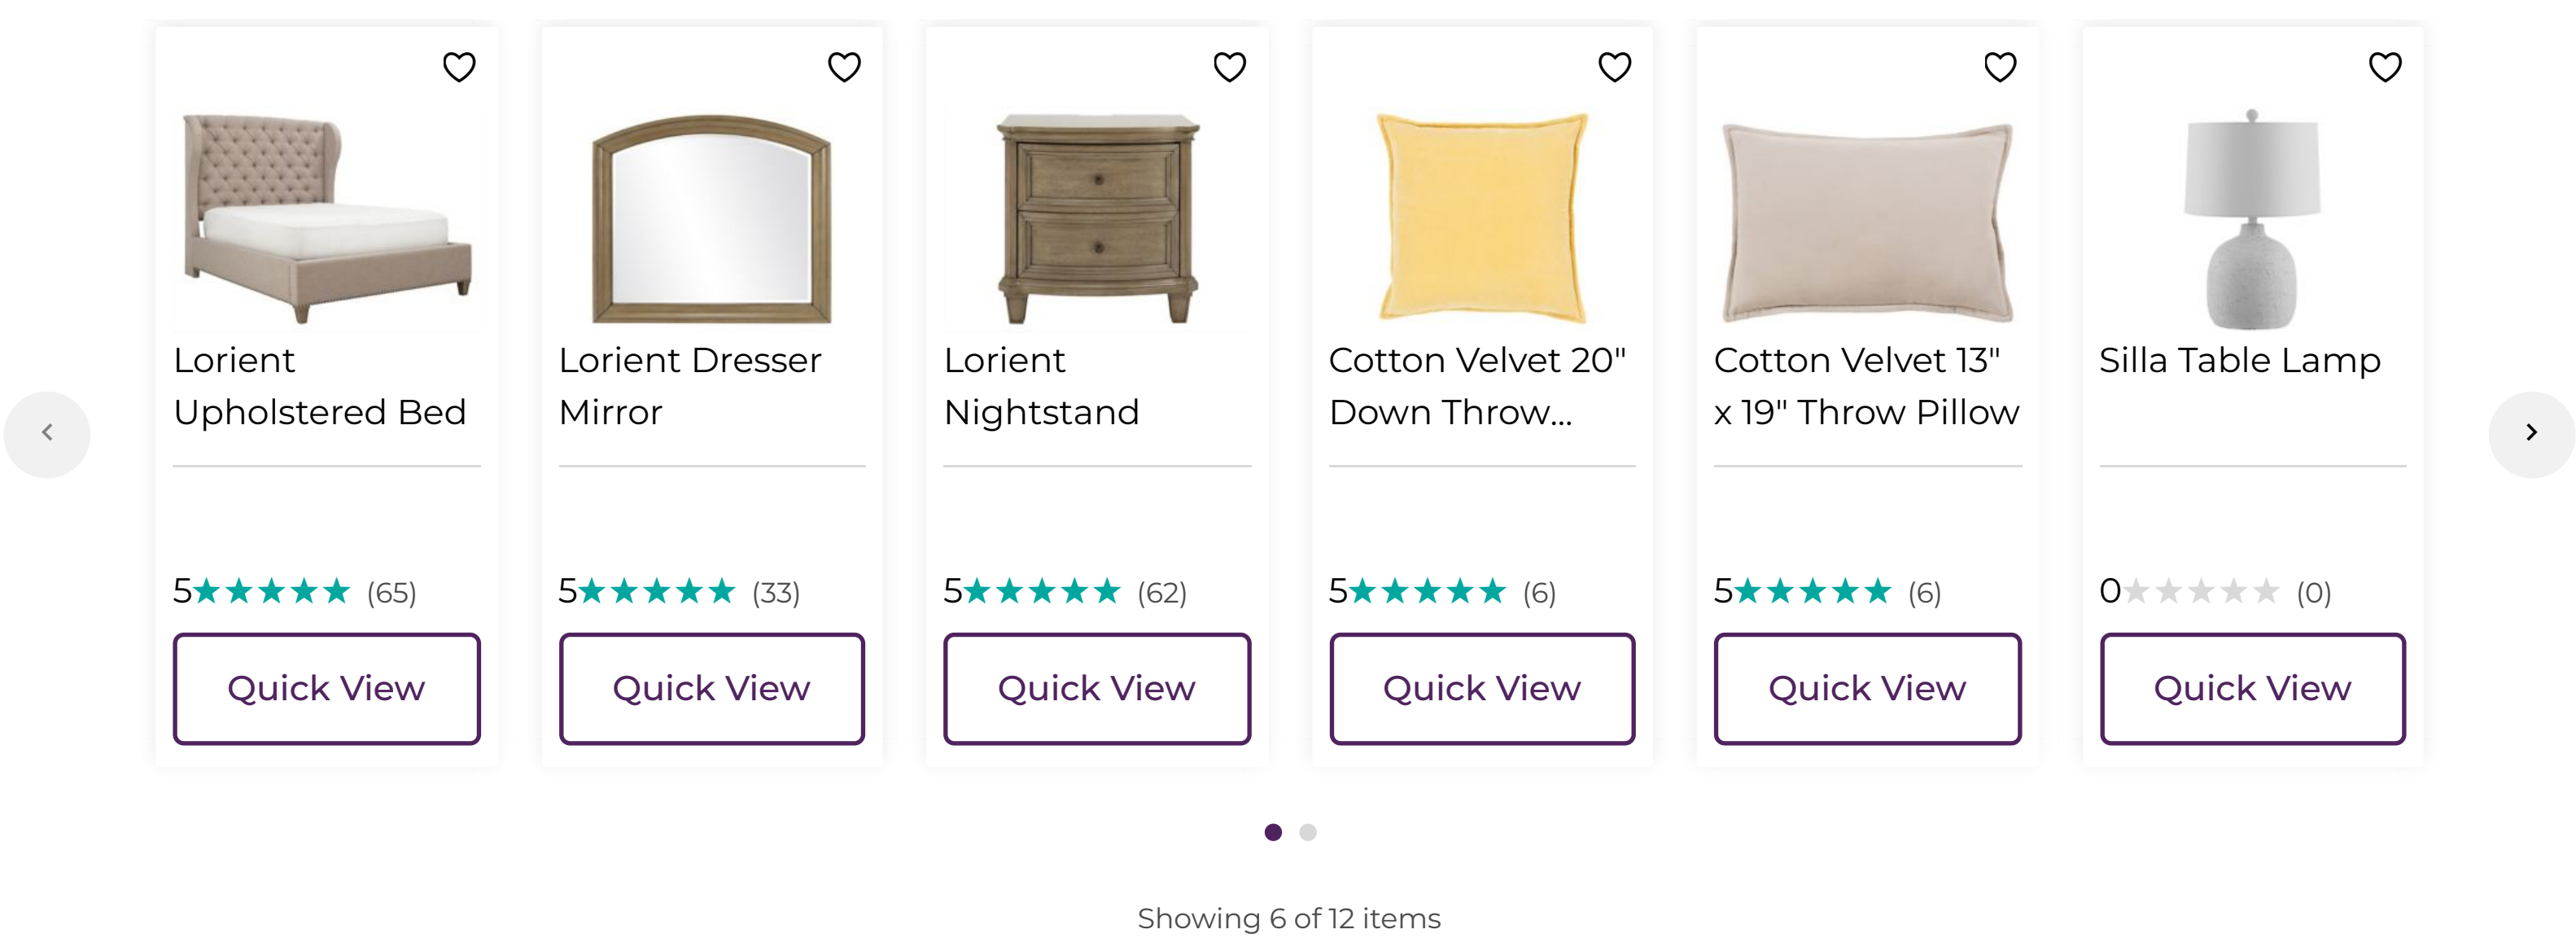 Lorient
Upholstered Bed
5 (65)
Quick View
Lorient Dresser
Mirror
5 (33)
Quick View
Lorient
Nightstand
5 (62)
Quick View
Cotton Velvet 20"
Down Throw...
5 (6)
Quick View
Cotton Velvet 13"
x 19" Throw Pillow
5 (6)
Quick View
Silla Table Lamp
0 (0)
Quick View
Showing 6 of 12 items